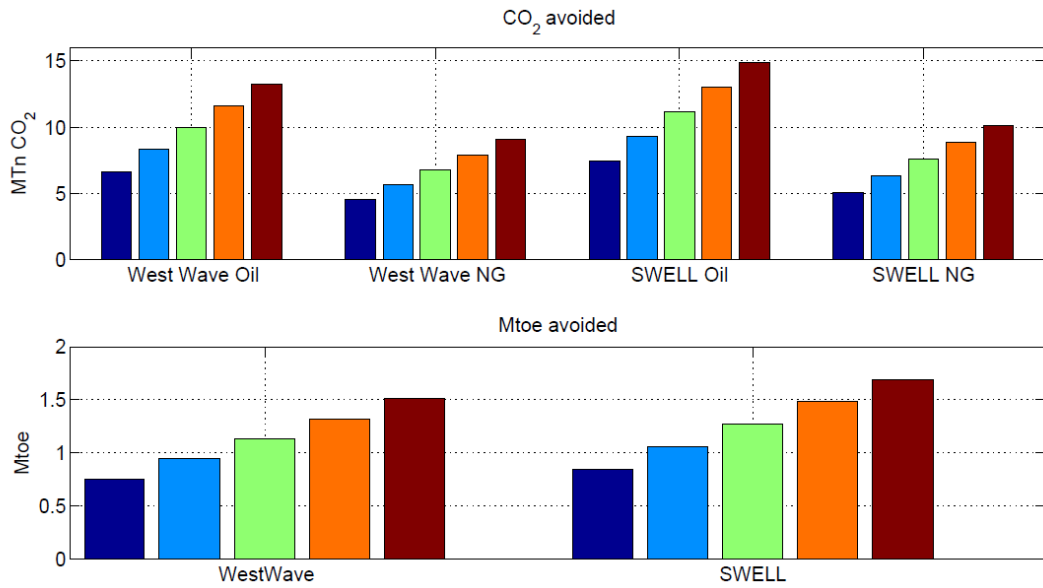 CO2 avoided
MTn CO2
15
10
5
0
West Wave Oil
West Wave NG
SWELL Oil
SWELL NG
Mtoe avoided
Mtoe
2
1.5
1
0.5
0
WestWave
SWELL